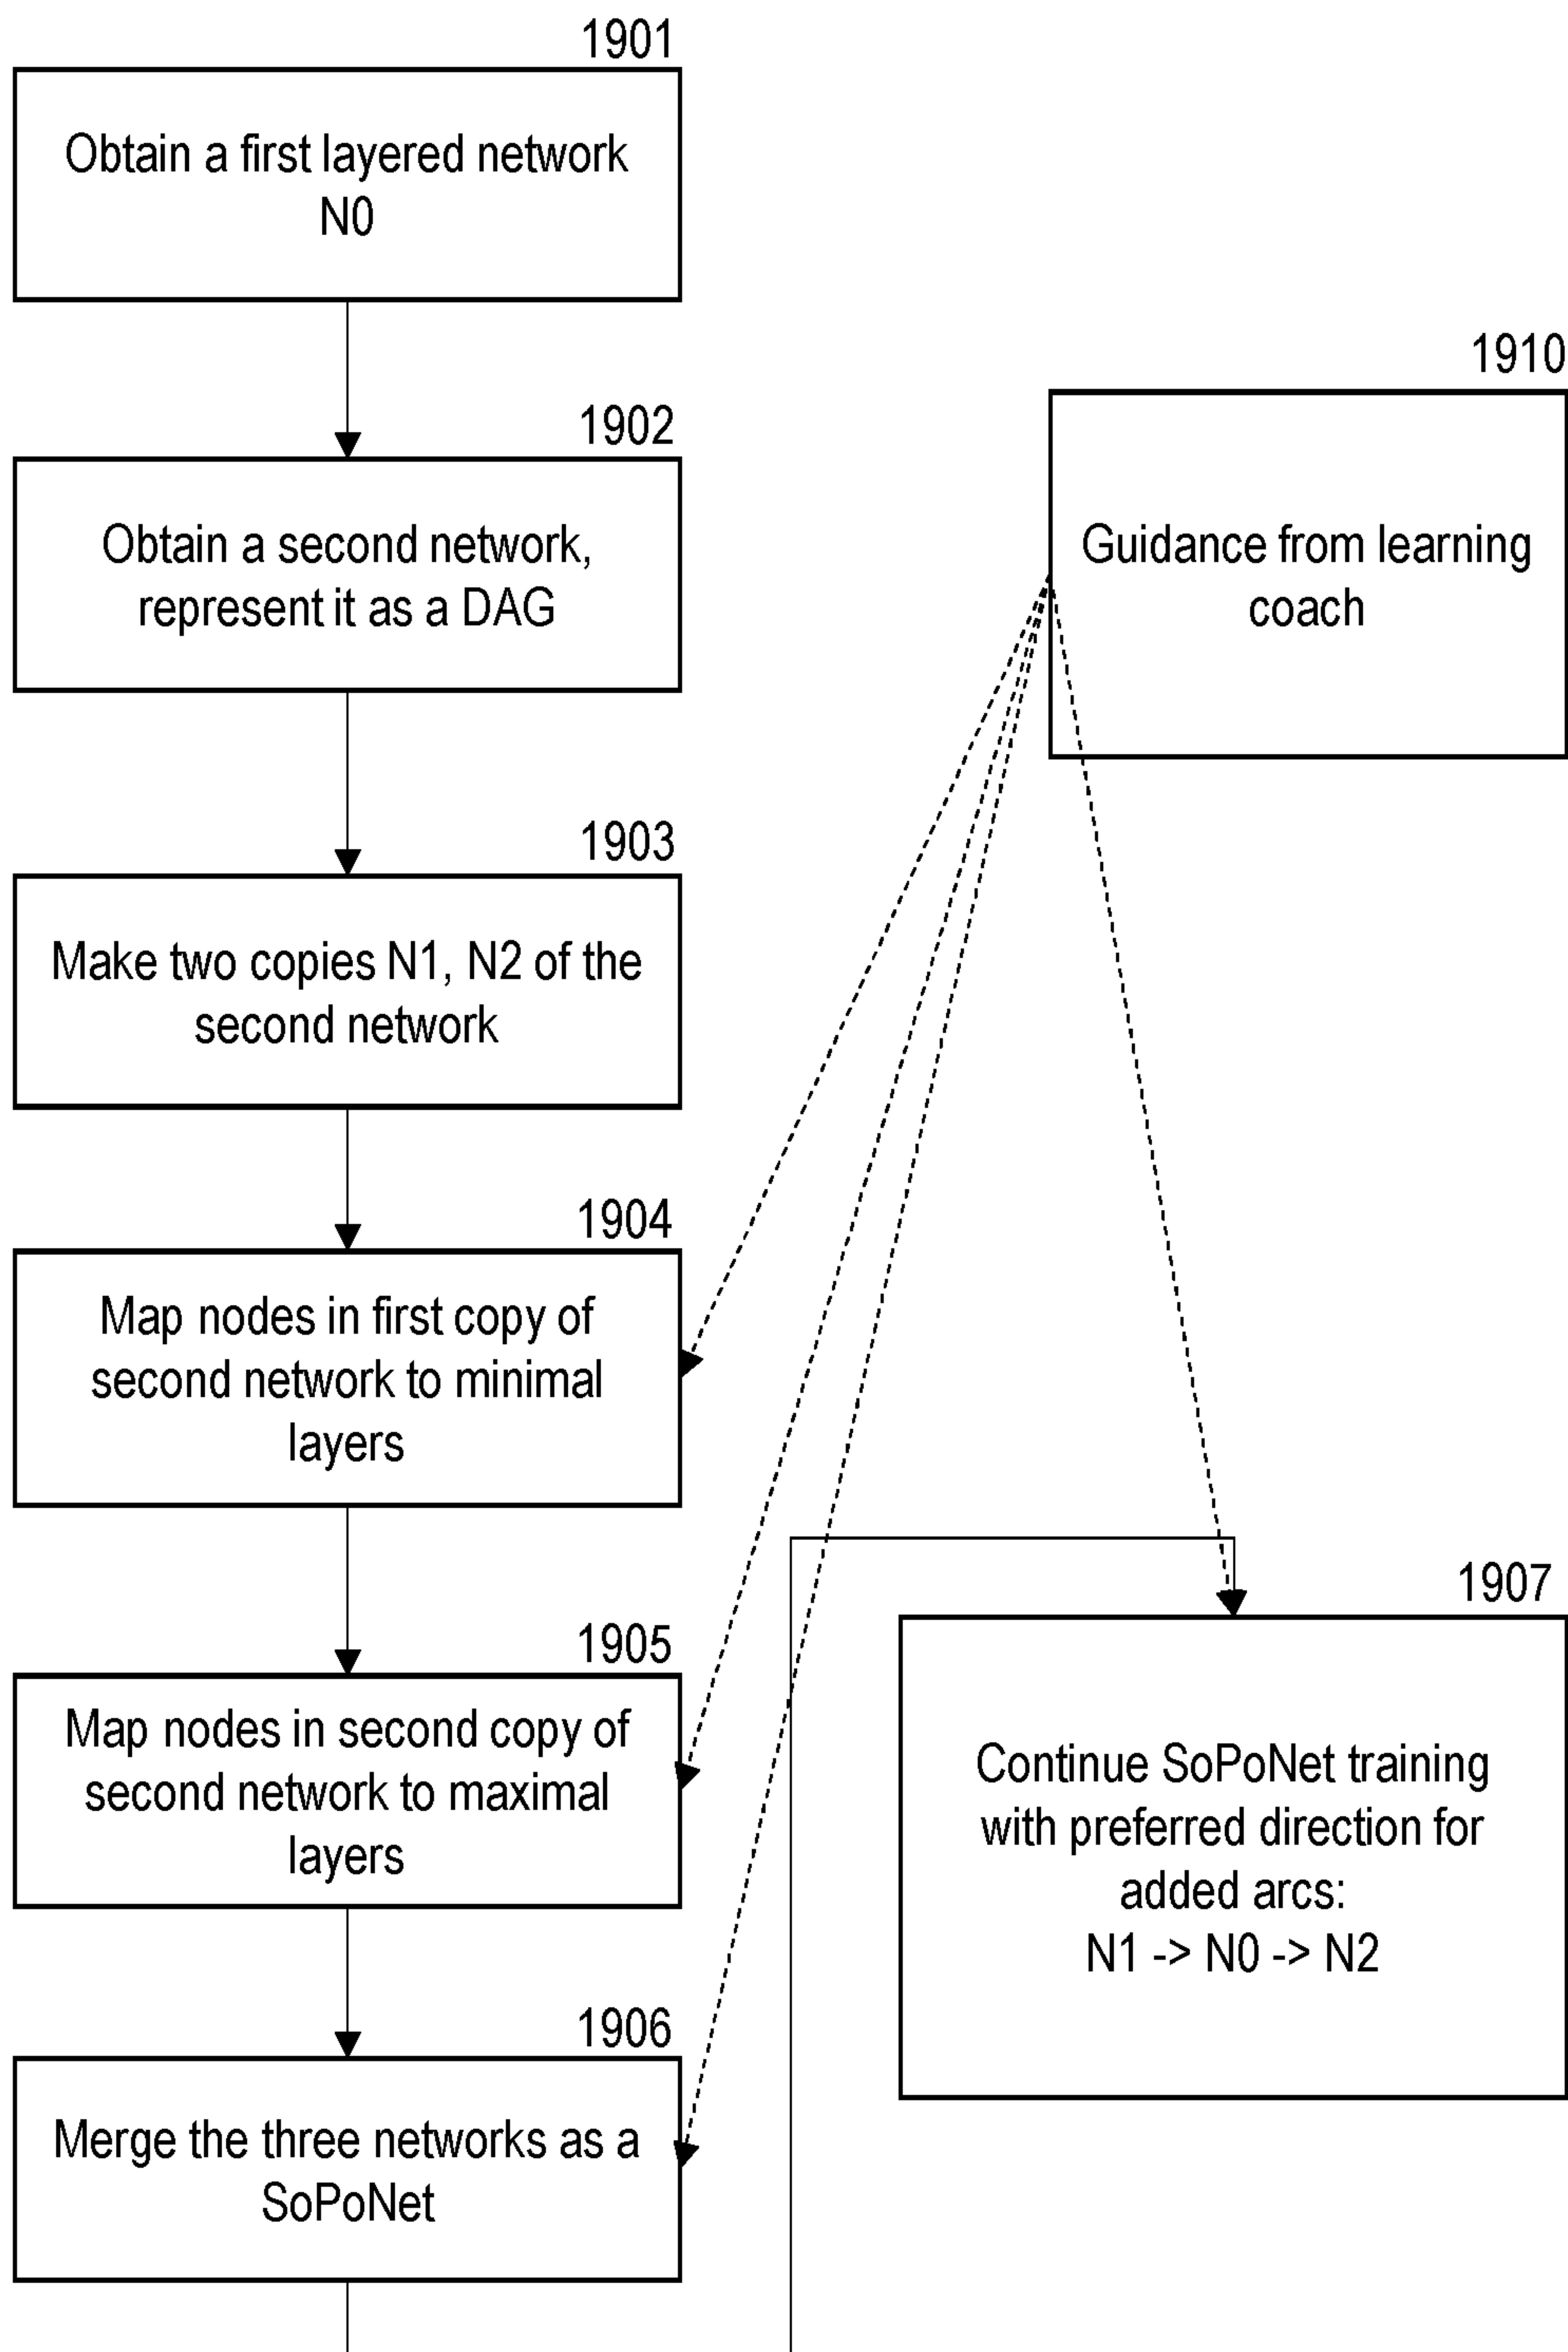 1901
Obtain a first layered network
N0
1902
Obtain a second network,
represent it as a DAG
1903
Make two copies N1, N2 of the
second network
1904
Map nodes in first copy of
second network to minimal
layers
1905
Map nodes in second copy of
second network to maximal
layers
1906
Merge the three networks as a
SoPoNet
1910
Guidance from learning
coach
1907
Continue SoPoNet training
with preferred direction for
added arcs:
N1 -> N0 -> N2